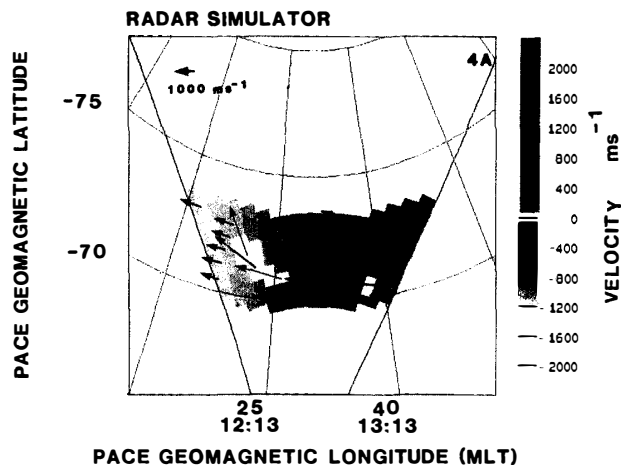 RADAR SIMULATOR
4A
1000 ms⁻¹
-75
-70
PACE GEOMAGNETIC LATITUDE
2000
1600
1200
800
400
0
-400
-800
-1200
-1600
-2000
VELOCITY ms⁻¹
25 40
12:13 13:13
PACE GEOMAGNETIC LONGITUDE (MLT)